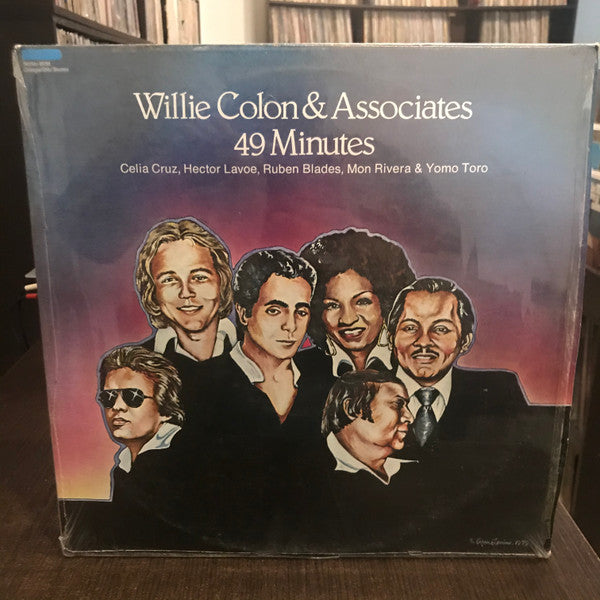 Willie Colon & Associates
49 Minutes
Celia Cruz, Hector Lavoe, Ruben Blades, Mon Rivera & Yomo Toro